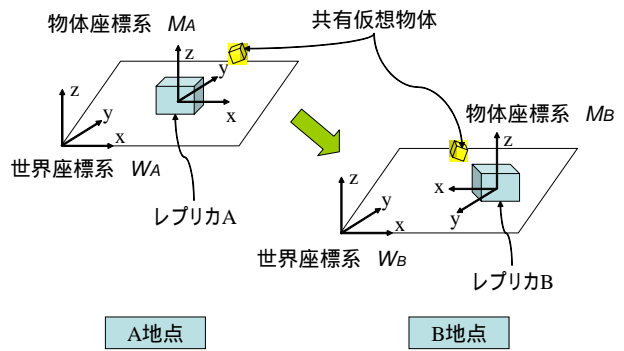 物体座標系 MA
共有仮想物体
z
y
x
z
y
x
世界座標系 WA
レプリカA
物体座標系 MB
z
x
y
z
y
x
世界座標系 WB
レプリカB
A地点
B地点